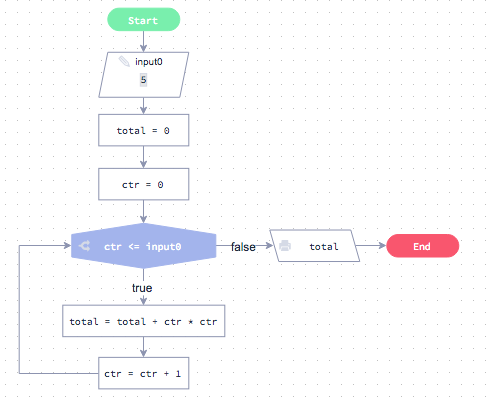 Start
input0
5
total = 0
ctr = 0
ctr <= input0
false
total
End
true
total = total + ctr * ctr
ctr = ctr + 1